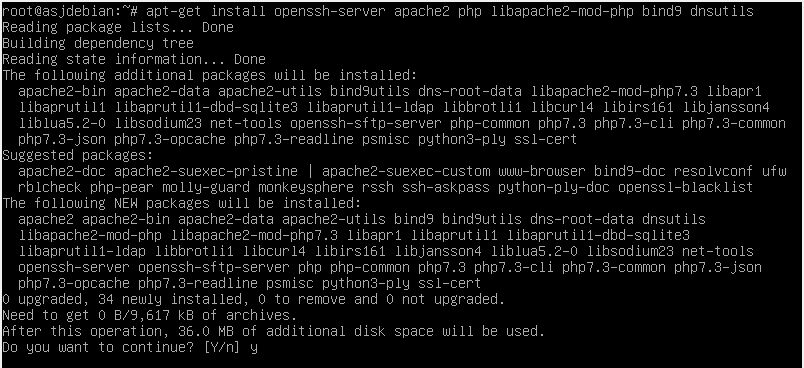 root@asjdebian:~# apt-get install openssh-server apache2 php libapache2-mod-php bind9 dnsutils
Reading package lists... Done
Building dependency tree
Reading state information... Done
The following additional packages will be installed:
apache2-bin apache2-data apache2-utils bind9utils dns-root-data libapache2-mod-php7.3 libapr1
libaprutil1 libaprutil1-dbd-sqlite3 libaprutil1-ldap libbrotli1 libcurl4 libirs161 libjansson4
liblua5.2-0 libsodium23 net-tools openssh-sftp-server php-common php7.3 php7.3-cli php7.3-common
php7.3-json php7.3-opcache php7.3-readline psmisc python3-ply ssl-cert
Suggested packages:
apache2-doc apache2-suexec-pristine | apache2-suexec-custom www-browser bind9-doc resolvconf ufw
rblcheck php-pear molly-guard monkeysphere rssh ssh-askpass python-ply-doc openssl-blacklist
The following NEW packages will be installed:
apache2 apache2-bin apache2-data apache2-utils bind9 bind9utils dns-root-data dnsutils
libapache2-mod-php libapache2-mod-php7.3 libapr1 libaprutil1 libaprutil1-dbd-sqlite3
libaprutil1-ldap libbrotli1 libcurl4 libirs161 libjansson4 liblua5.2-0 libsodium23 net-tools
openssh-server openssh-sftp-server php php-common php7.3 php7.3-cli php7.3-common php7.3-json
php7.3-opcache php7.3-readline psmisc python3-ply ssl-cert
0 upgraded, 34 newly installed, 0 to remove and 0 not upgraded.
Need to get 0 B/9,617 kB of archives.
After this operation, 36.0 MB of additional disk space will be used.
Do you want to continue? [Y/n] y